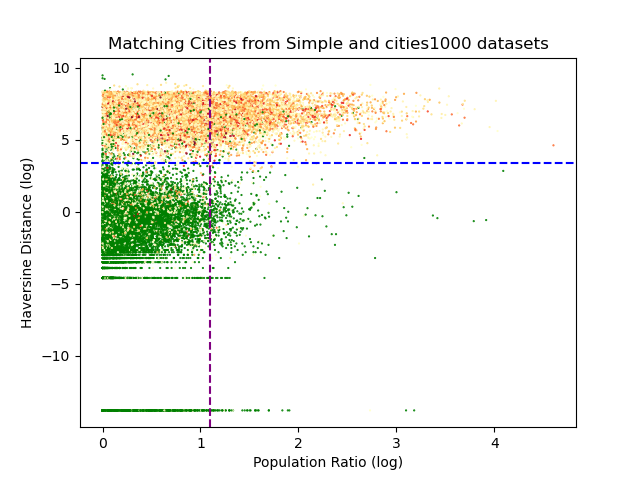 Matching Cities from Simple and cities1000 datasets
Haversine Distance (log)
10
5
0
−5
−10
0 1 2 3 4
Population Ratio (log)